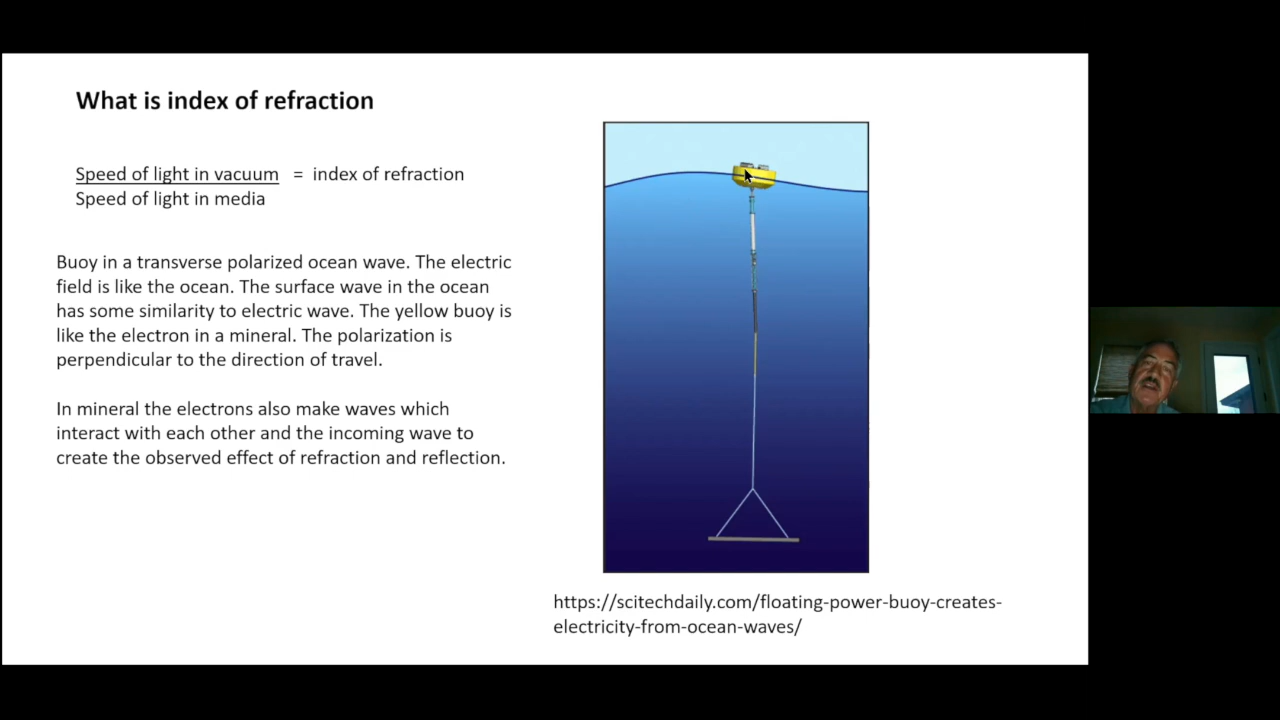 What is index of refraction
Speed of light in vacuum = index of refraction
Speed of light in media
Buoy in a transverse polarized ocean wave. The electric
field is like the ocean. The surface wave in the ocean
has some similarity to electric wave. The yellow buoy is
like the electron in a mineral. The polarization is
perpendicular to the direction of travel.
In mineral the electrons also make waves which
interact with each other and the incoming wave to
create the observed effect of refraction and reflection.
https://scitechdaily.com/floating-power-buoy-creates-
electricity-from-ocean-waves/